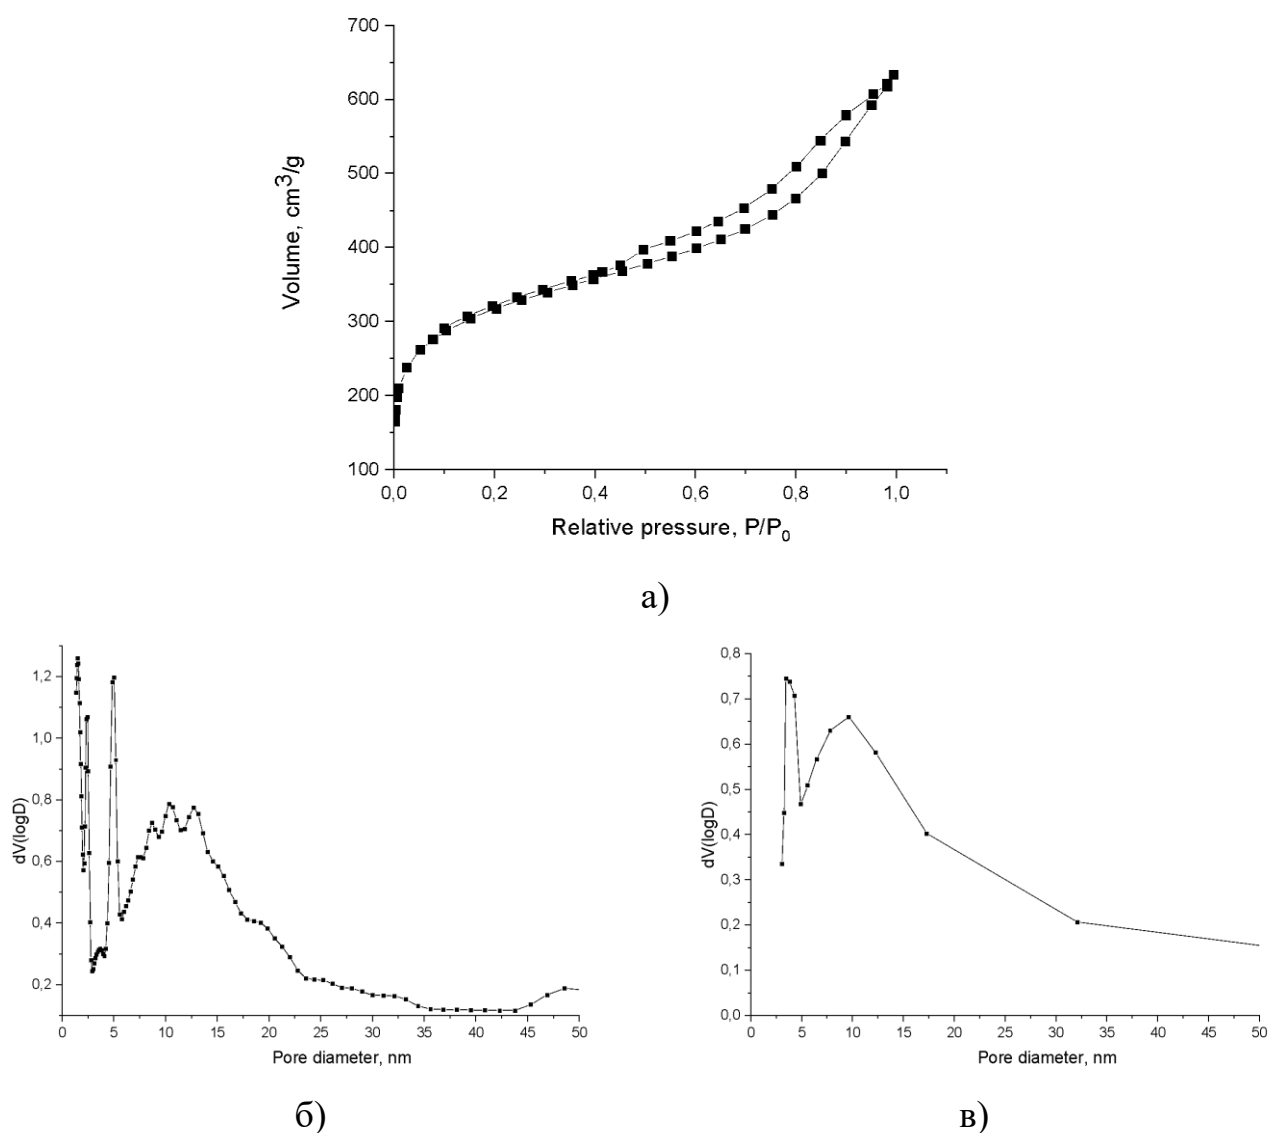 700
600
500
400
300
200
100
Volume, cm³/g
0,0 0,2 0,4 0,6 0,8 1,0
Relative pressure, P/P₀
а)
1,2
1,0
0,8
0,6
0,4
0,2
dV(logD)
0 5 10 15 20 25 30 35 40 45 50
Pore diameter, nm
б)
0,8
0,7
0,6
0,5
0,4
0,3
0,2
0,1
0,0
dV(logD)
0 5 10 15 20 25 30 35 40 45 50
Pore diameter, nm
в)